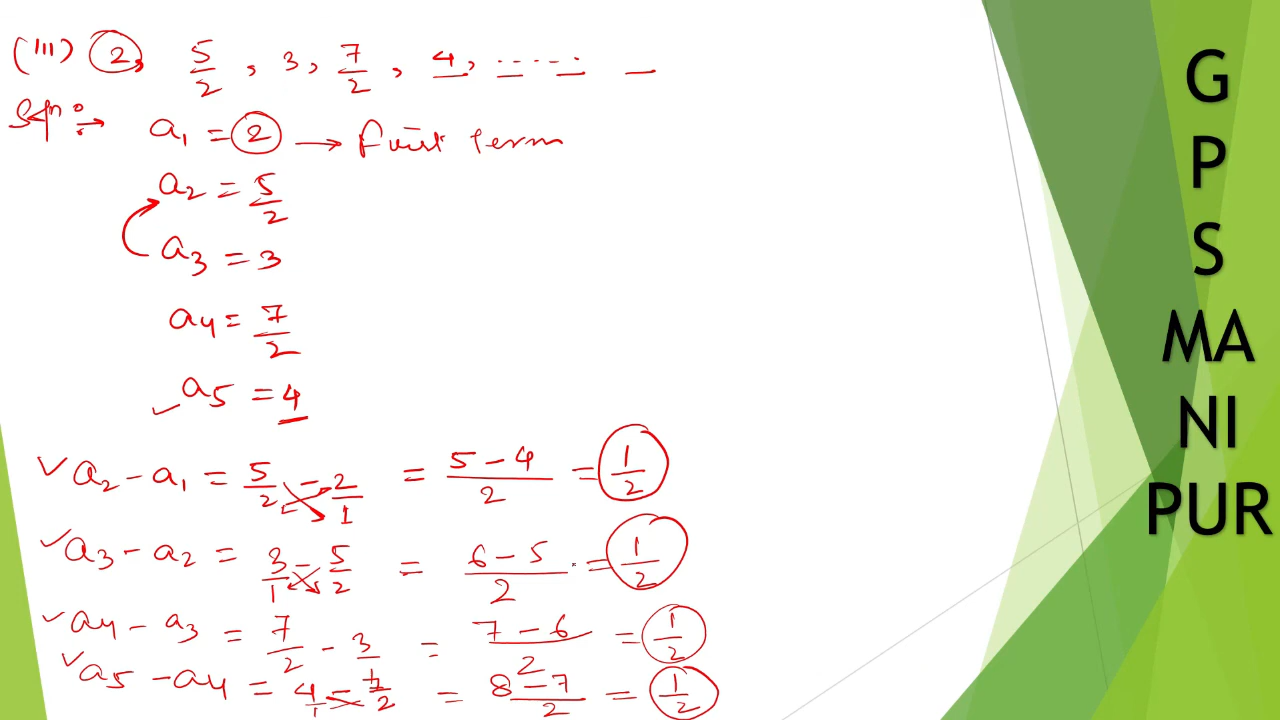 (III) 2, 5/2, 3, 7/2, 4, ......
Solⁿ :→ a₁ = 2 → first term
a₂ = 5/2
a₃ = 3
a₄ = 7/2
✓ a₅ = 4
✓ a₂ - a₁ = 5/2 - 2/1 = (5 - 4)/2 = 1/2
✓ a₃ - a₂ = 3/1 - 5/2 = (6 - 5)/2 = 1/2
✓ a₄ - a₃ = 7/2 - 3/1 = (7 - 6)/2 = 1/2
✓ a₅ - a₄ = 4/1 - 7/2 = (8 - 7)/2 = 1/2
G
P
S
MA
NI
PUR